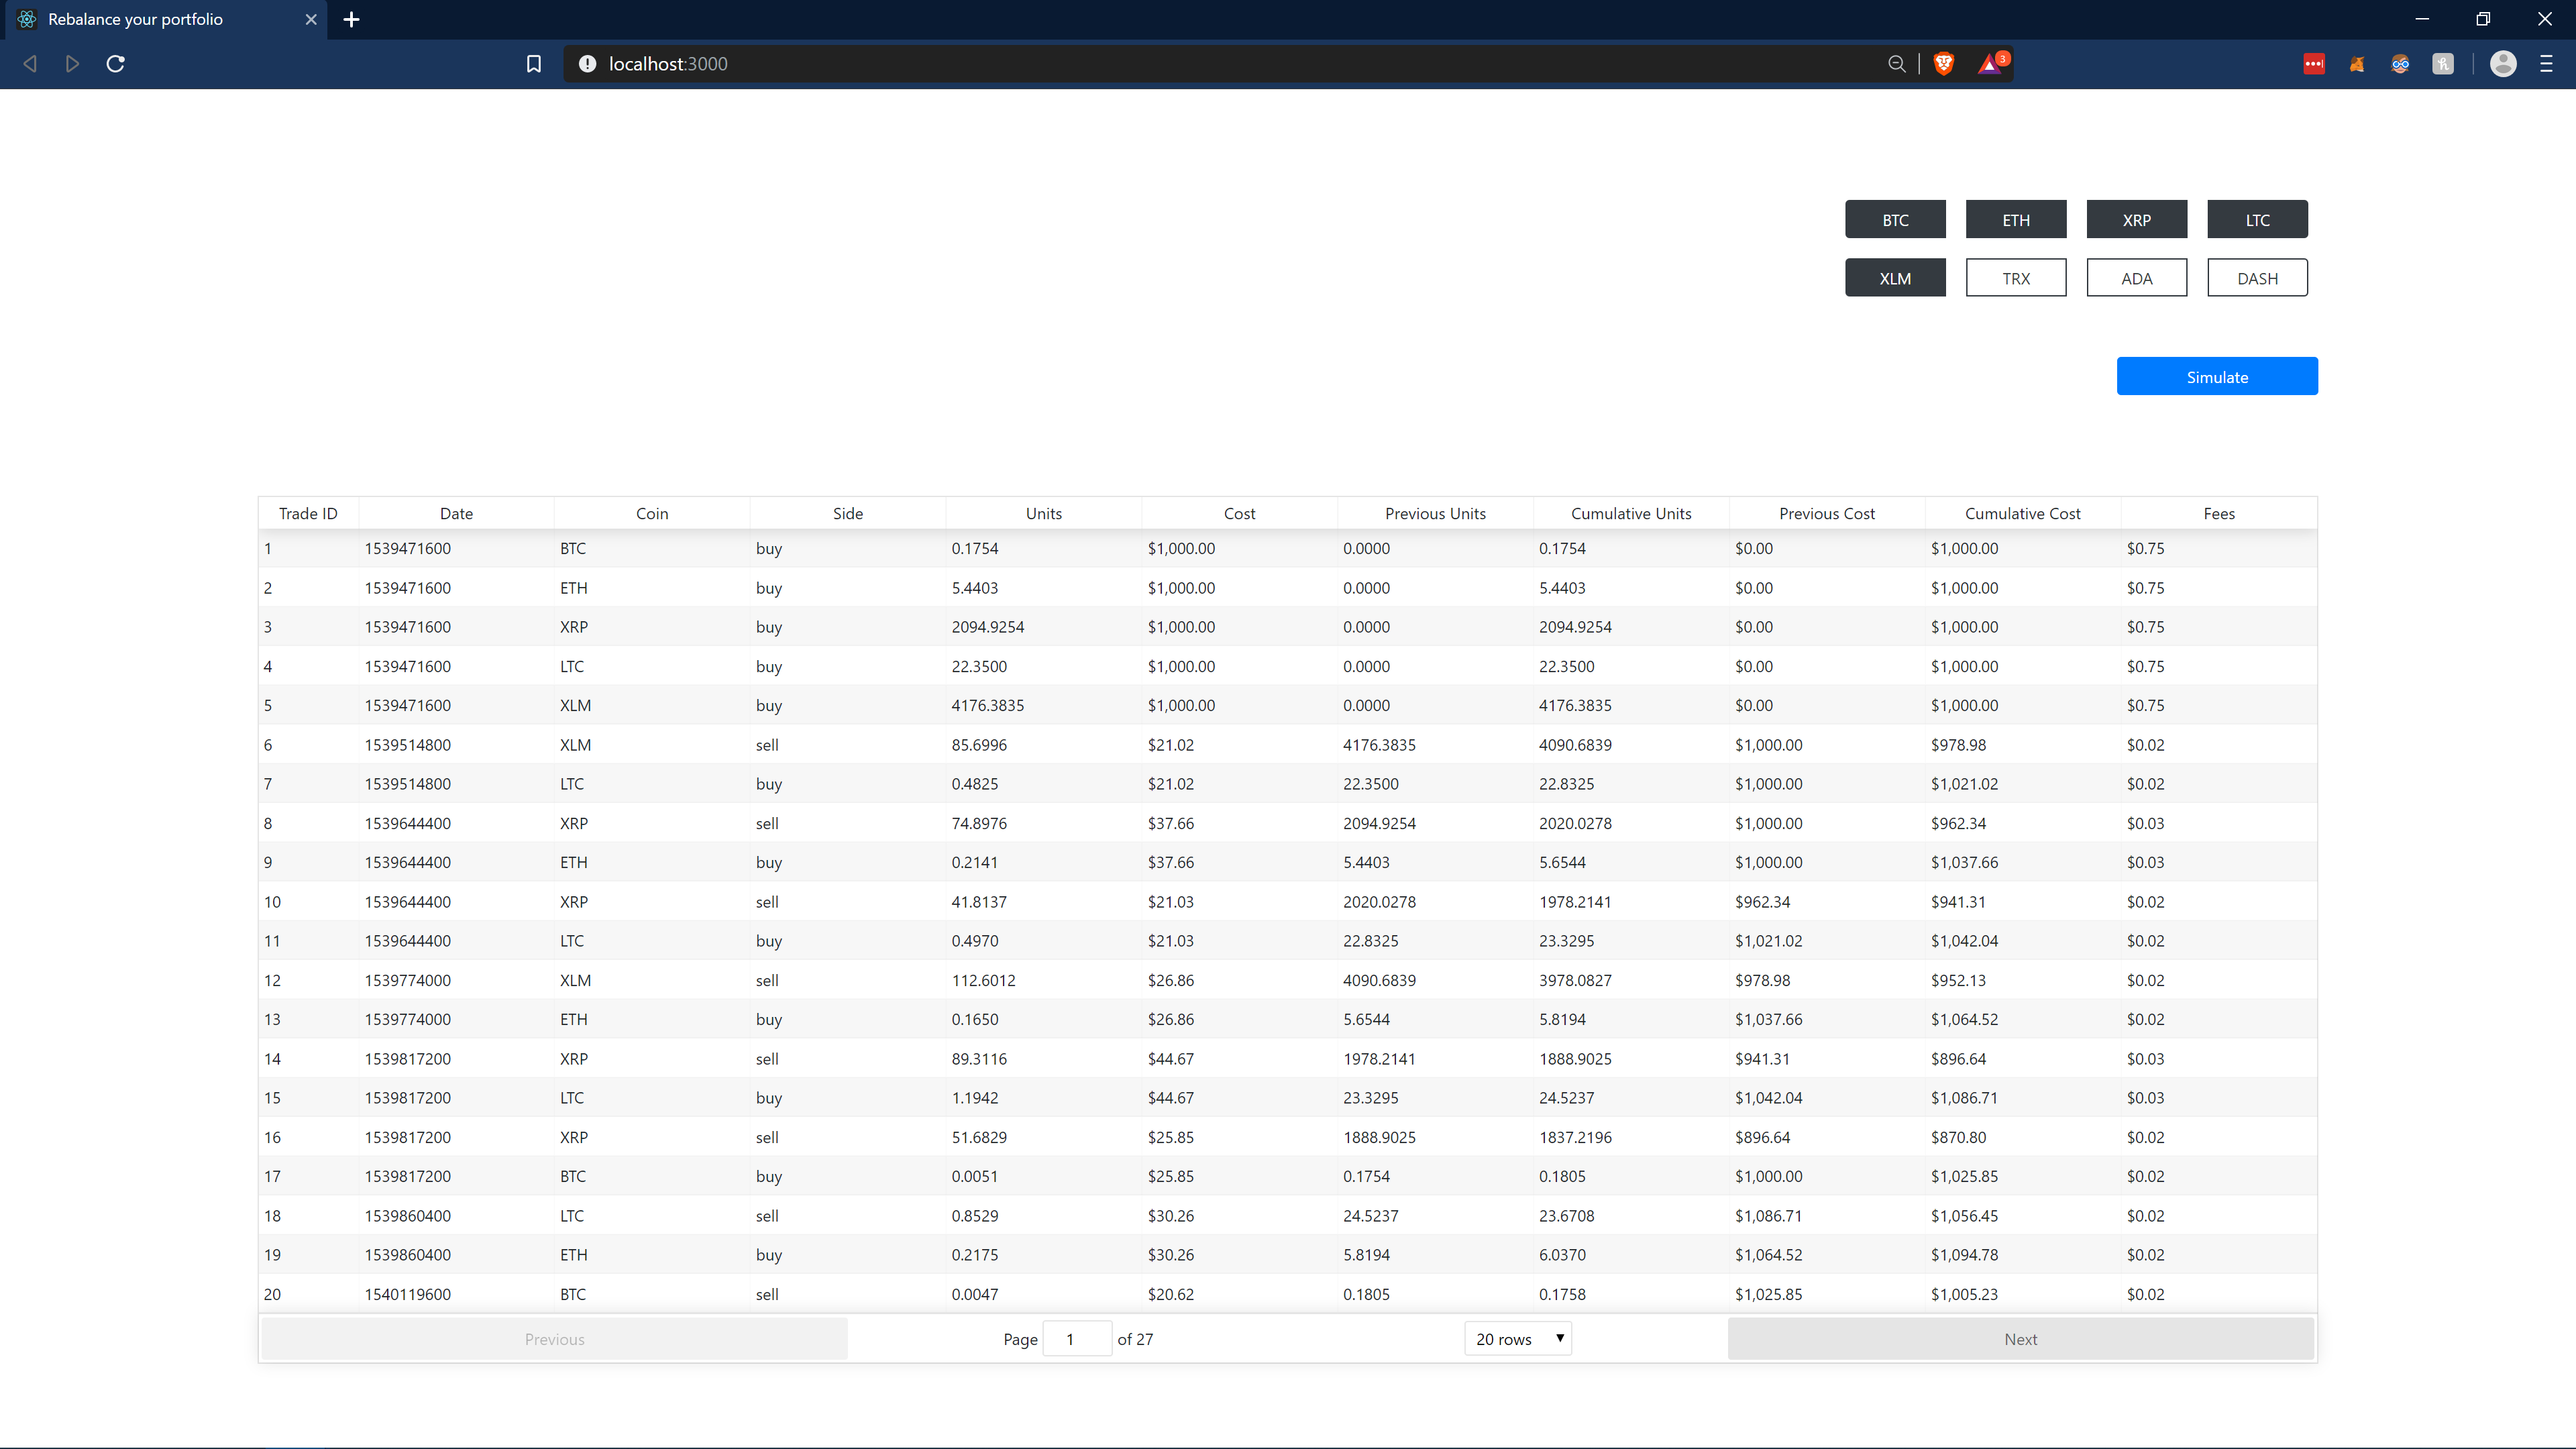 Rebalance your portfolio
localhost:3000
3
BTC ETH XRP LTC
XLM TRX ADA DASH
Simulate
Trade ID Date Coin Side Units Cost Previous Units Cumulative Units Previous Cost Cumulative Cost Fees
1 1539471600 BTC buy 0.1754 $1,000.00 0.0000 0.1754 $0.00 $1,000.00 $0.75
2 1539471600 ETH buy 5.4403 $1,000.00 0.0000 5.4403 $0.00 $1,000.00 $0.75
3 1539471600 XRP buy 2094.9254 $1,000.00 0.0000 2094.9254 $0.00 $1,000.00 $0.75
4 1539471600 LTC buy 22.3500 $1,000.00 0.0000 22.3500 $0.00 $1,000.00 $0.75
5 1539471600 XLM buy 4176.3835 $1,000.00 0.0000 4176.3835 $0.00 $1,000.00 $0.75
6 1539514800 XLM sell 85.6996 $21.02 4176.3835 4090.6839 $1,000.00 $978.98 $0.02
7 1539514800 LTC buy 0.4825 $21.02 22.3500 22.8325 $1,000.00 $1,021.02 $0.02
8 1539644400 XRP sell 74.8976 $37.66 2094.9254 2020.0278 $1,000.00 $962.34 $0.03
9 1539644400 ETH buy 0.2141 $37.66 5.4403 5.6544 $1,000.00 $1,037.66 $0.03
10 1539644400 XRP sell 41.8137 $21.03 2020.0278 1978.2141 $962.34 $941.31 $0.02
11 1539644400 LTC buy 0.4970 $21.03 22.8325 23.3295 $1,021.02 $1,042.04 $0.02
12 1539774000 XLM sell 112.6012 $26.86 4090.6839 3978.0827 $978.98 $952.13 $0.02
13 1539774000 ETH buy 0.1650 $26.86 5.6544 5.8194 $1,037.66 $1,064.52 $0.02
14 1539817200 XRP sell 89.3116 $44.67 1978.2141 1888.9025 $941.31 $896.64 $0.03
15 1539817200 LTC buy 1.1942 $44.67 23.3295 24.5237 $1,042.04 $1,086.71 $0.03
16 1539817200 XRP sell 51.6829 $25.85 1888.9025 1837.2196 $896.64 $870.80 $0.02
17 1539817200 BTC buy 0.0051 $25.85 0.1754 0.1805 $1,000.00 $1,025.85 $0.02
18 1539860400 LTC sell 0.8529 $30.26 24.5237 23.6708 $1,086.71 $1,056.45 $0.02
19 1539860400 ETH buy 0.2175 $30.26 5.8194 6.0370 $1,064.52 $1,094.78 $0.02
20 1540119600 BTC sell 0.0047 $20.62 0.1805 0.1758 $1,025.85 $1,005.23 $0.02
Previous Page 1 of 27 20 rows Next